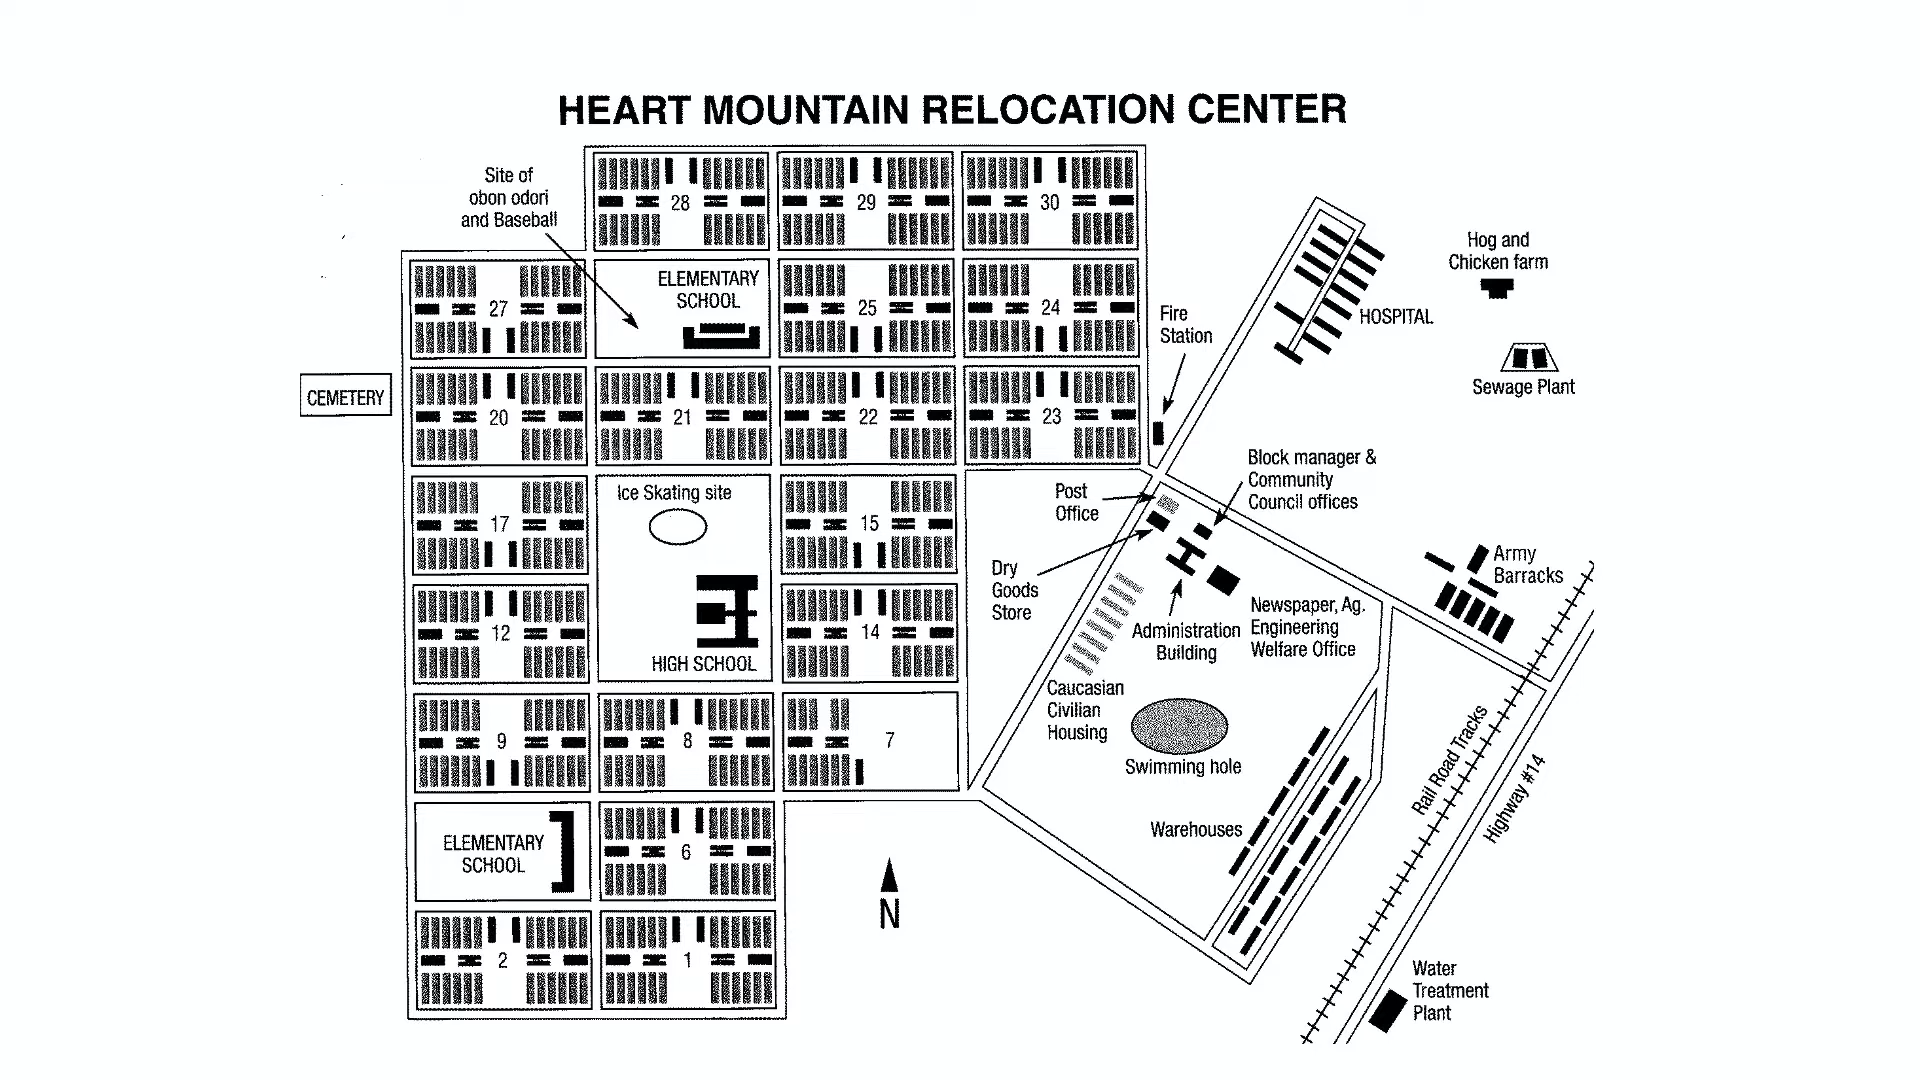 HEART MOUNTAIN RELOCATION CENTER
Site of
obon odori
and Baseball
28
29
30
27
ELEMENTARY
SCHOOL
25
24
Fire
Station
HOSPITAL
Hog and
Chicken farm
Sewage Plant
CEMETERY
20
21
22
23
Block manager &
Community
Council offices
Post
Office
17
Ice Skating site
15
Dry
Goods
Store
Army
Barracks
12
HIGH SCHOOL
14
Administration
Building
Newspaper, Ag.
Engineering
Welfare Office
Caucasian
Civilian
Housing
9
8
7
Swimming hole
Rail Road Tracks
Highway #14
Warehouses
ELEMENTARY
SCHOOL
6
N
2
1
Water
Treatment
Plant